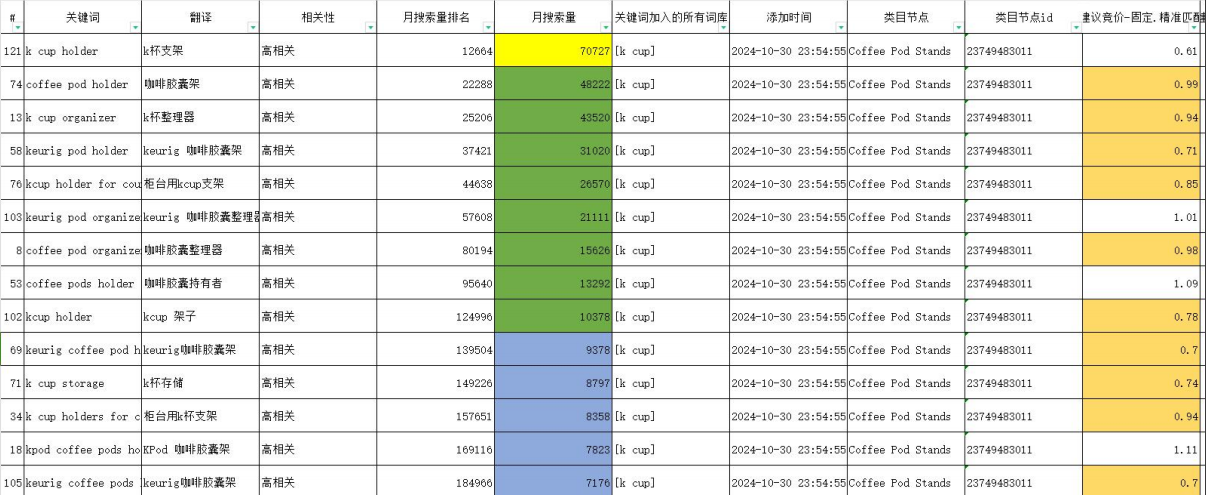 # 关键词 翻译 相关性 月搜索量排名 月搜索量 关键词加入的所有词库 添加时间 类目节点 类目节点id 建议竞价-固定.精准匹配
121 k cup holder k杯支架 高相关 12664 70727 [k cup] 2024-10-30 23:54:55 Coffee Pod Stands 23749483011 0.61
74 coffee pod holder 咖啡胶囊架 高相关 22288 48222 [k cup] 2024-10-30 23:54:55 Coffee Pod Stands 23749483011 0.99
13 k cup organizer k杯整理器 高相关 25206 43520 [k cup] 2024-10-30 23:54:55 Coffee Pod Stands 23749483011 0.94
58 keurig pod holder keurig 咖啡胶囊架 高相关 37421 31020 [k cup] 2024-10-30 23:54:55 Coffee Pod Stands 23749483011 0.71
76 kcup holder for cou 柜台用kcup支架 高相关 44638 26570 [k cup] 2024-10-30 23:54:55 Coffee Pod Stands 23749483011 0.85
103 keurig pod organize keurig 咖啡胶囊整理器 高相关 57608 21111 [k cup] 2024-10-30 23:54:55 Coffee Pod Stands 23749483011 1.01
8 coffee pod organize 咖啡胶囊整理器 高相关 80194 15626 [k cup] 2024-10-30 23:54:55 Coffee Pod Stands 23749483011 0.98
53 coffee pods holder 咖啡胶囊持有者 高相关 95640 13292 [k cup] 2024-10-30 23:54:55 Coffee Pod Stands 23749483011 1.09
102 kcup holder kcup 架子 高相关 124996 10378 [k cup] 2024-10-30 23:54:55 Coffee Pod Stands 23749483011 0.78
69 keurig coffee pod h keurig咖啡胶囊架 高相关 139504 9378 [k cup] 2024-10-30 23:54:55 Coffee Pod Stands 23749483011 0.7
71 k cup storage k杯存储 高相关 149226 8797 [k cup] 2024-10-30 23:54:55 Coffee Pod Stands 23749483011 0.74
34 k cup holders for c 柜台用k杯支架 高相关 157651 8358 [k cup] 2024-10-30 23:54:55 Coffee Pod Stands 23749483011 0.94
18 kpod coffee pods ho KPod 咖啡胶囊架 高相关 169116 7823 [k cup] 2024-10-30 23:54:55 Coffee Pod Stands 23749483011 1.11
105 keurig coffee pods keurig咖啡胶囊架 高相关 184966 7176 [k cup] 2024-10-30 23:54:55 Coffee Pod Stands 23749483011 0.7